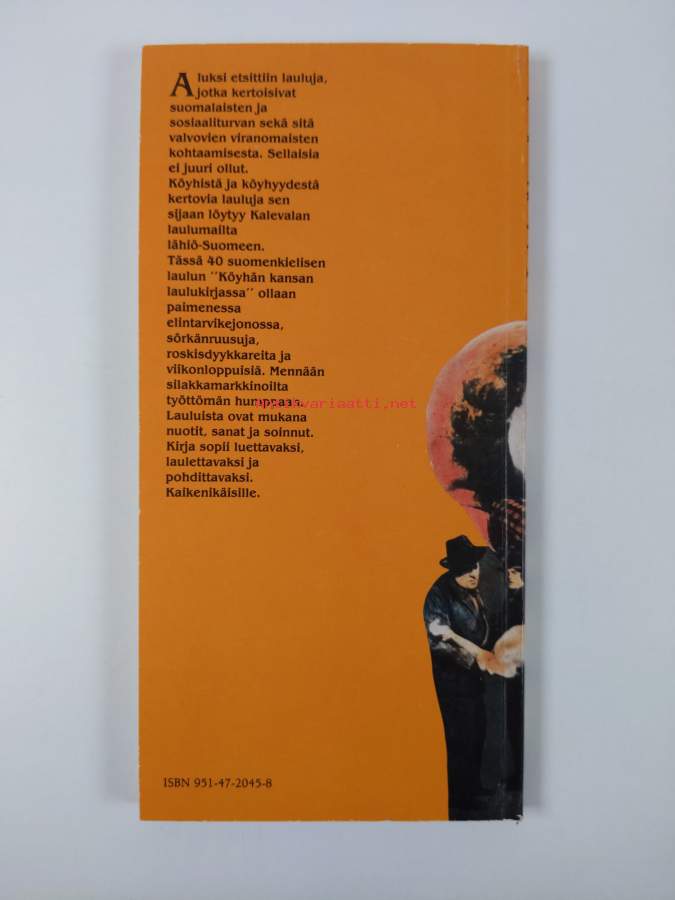 Aluksi etsittiin lauluja,
jotka kertoisivat
suomalaisten ja
sosiaaliturvan sekä sitä
valvovien viranomaisten
kohtaamisesta. Sellaisia
ei juuri ollut.
Köyhistä ja köyhyydestä
kertovia lauluja sen
sijaan löytyy Kalevalan
laulumailta
lähiö-Suomeen.
Tässä 40 suomenkielisen
laulun "Köyhän kansan
laulukirjassa" ollaan
paimenessa
elintarvikejonossa,
sörkänruusuja,
roskisdyykkareita ja
viikonloppuisiä. Mennään
silakkamarkkinoilta
työttömän humppaan.
antikvariaatti.net
Lauluista ovat mukana
nuotit, sanat ja soinnut.
Kirja sopii luettavaksi,
laulettavaksi ja
pohdittavaksi.
Kaikenikäisille.
ISBN 951-47-2045-8